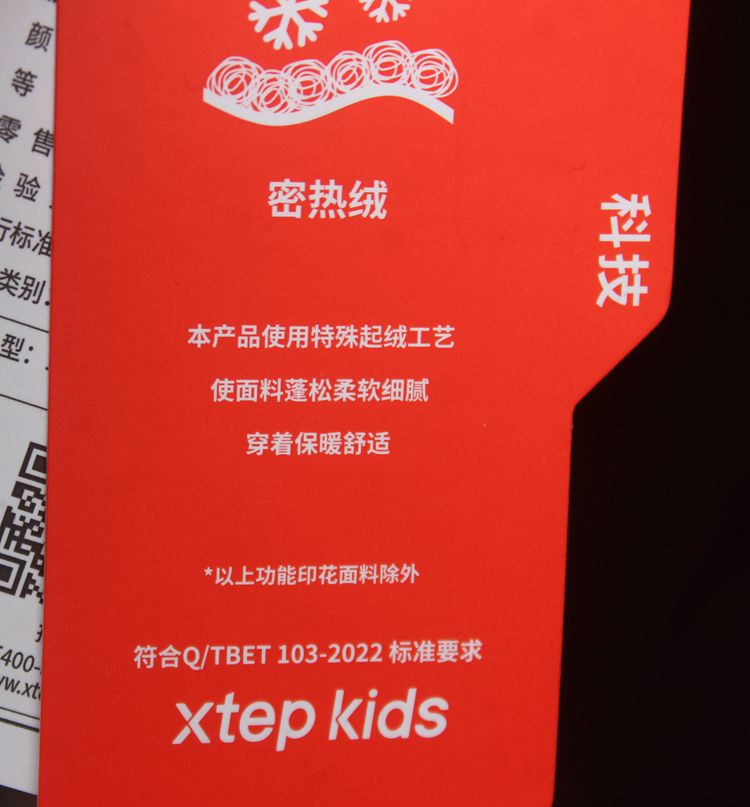 颜
等
零售
验
行标准
类别
型：
400-
密热绒
科技
本产品使用特殊起绒工艺
使面料蓬松柔软细腻
穿着保暖舒适
*以上功能印花面料除外
符合Q/TBET 103-2022 标准要求
xtep kids